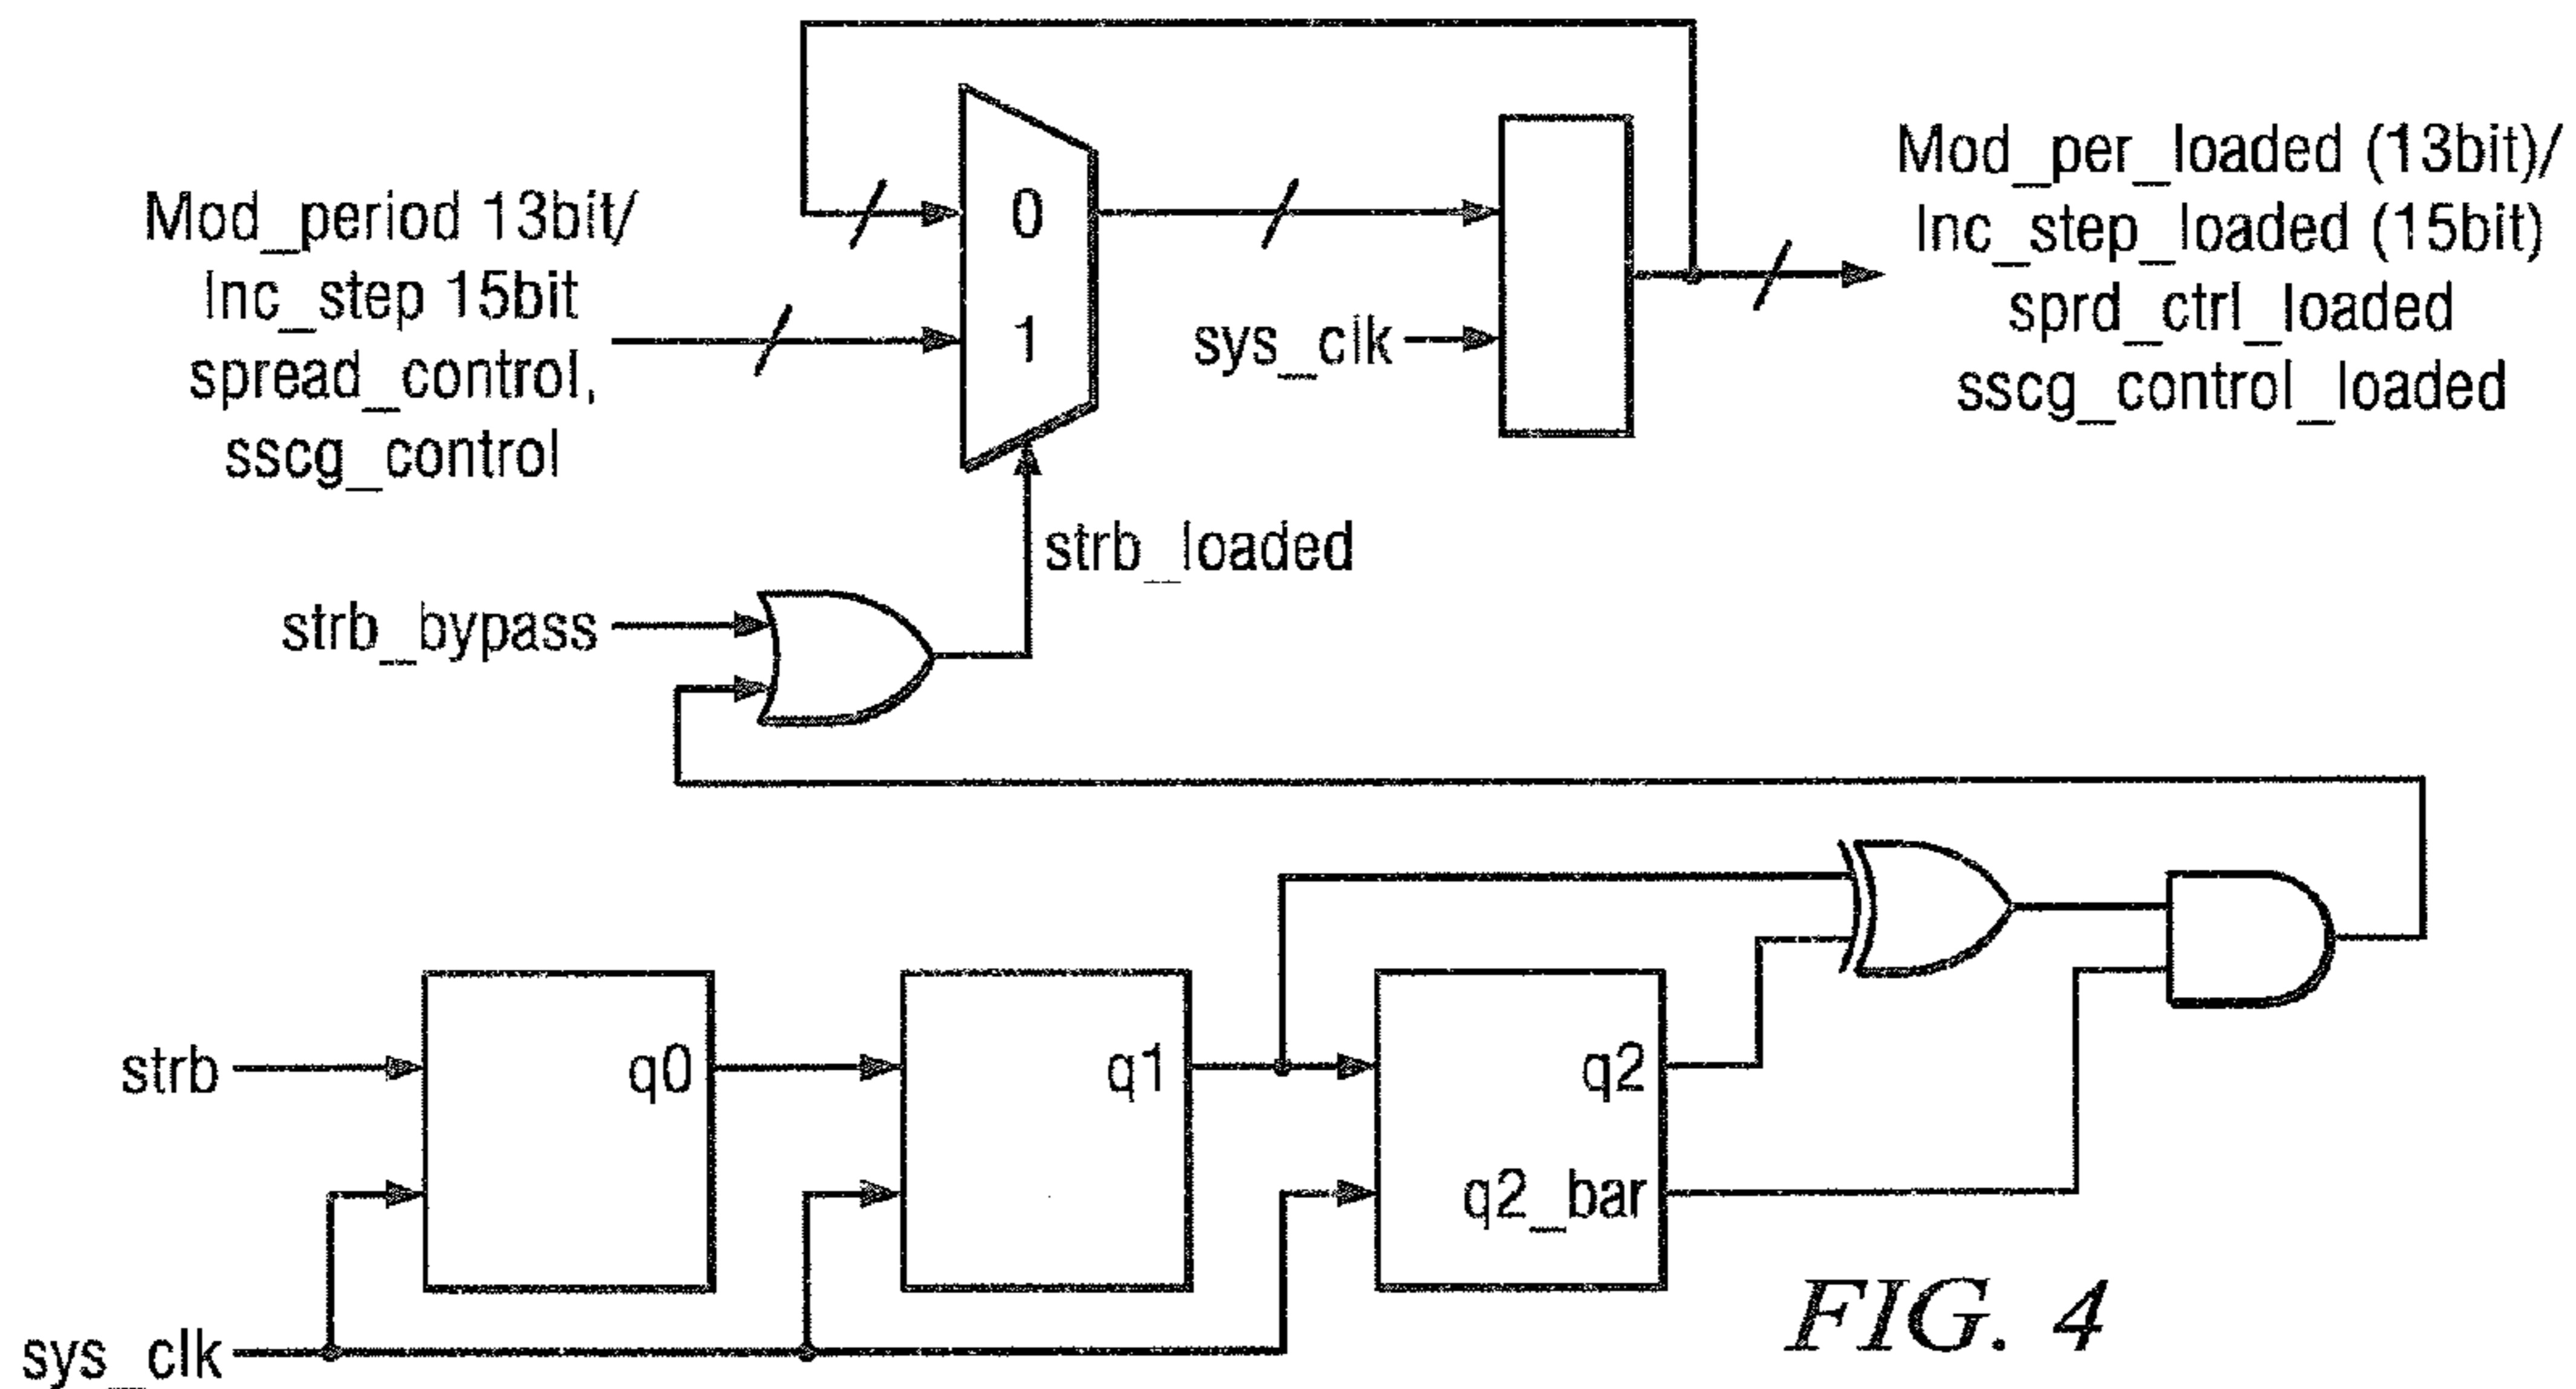 Mod_period 13bit/
Inc_step 15bit
spread_control,
sscg_control
0
1
sys_clk
Mod_per_loaded (13bit)/
Inc_step_loaded (15bit)
sprd_ctrl_loaded
sscg_control_loaded
strb_loaded
strb_bypass
strb
q0
q1
q2
q2_bar
sys_clk
FIG. 4